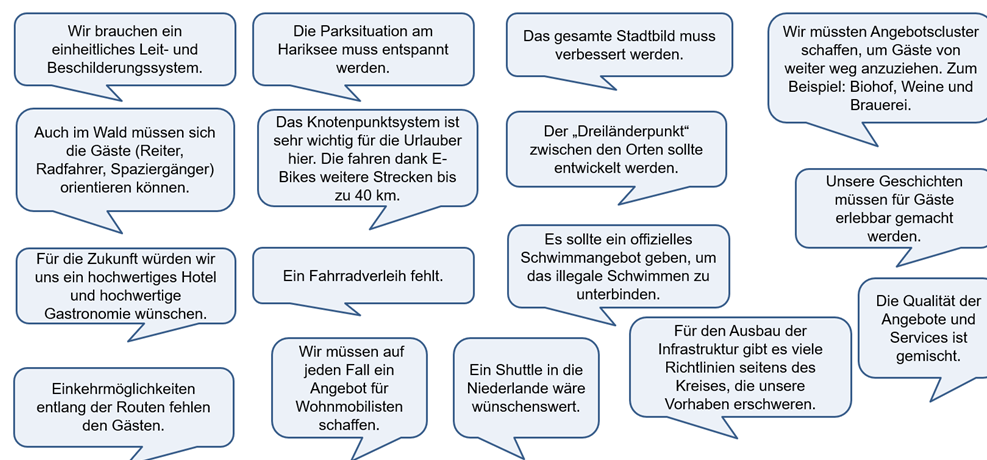 Wir brauchen ein
einheitliches Leit- und
Beschilderungssystem.
Die Parksituation am
Hariksee muss entspannt
werden.
Das gesamte Stadtbild muss
verbessert werden.
Wir müssten Angebotscluster
schaffen, um Gäste von
weiter weg anzuziehen. Zum
Beispiel: Biohof, Weine und
Brauerei.
Auch im Wald müssen sich
die Gäste (Reiter,
Radfahrer, Spaziergänger)
orientieren können.
Das Knotenpunktsystem ist
sehr wichtig für die Urlauber
hier. Die fahren dank E-
Bikes weitere Strecken bis
zu 40 km.
Der „Dreiländerpunkt“
zwischen den Orten sollte
entwickelt werden.
Unsere Geschichten
müssen für Gäste
erlebbar gemacht
werden.
Für die Zukunft würden wir
uns ein hochwertiges Hotel
und hochwertige
Gastronomie wünschen.
Ein Fahrradverleih fehlt.
Es sollte ein offizielles
Schwimmangebot geben, um
das illegale Schwimmen zu
unterbinden.
Die Qualität der
Angebote und
Services ist
gemischt.
Einkehrmöglichkeiten
entlang der Routen fehlen
den Gästen.
Wir müssen auf
jeden Fall ein
Angebot für
Wohnmobilisten
schaffen.
Ein Shuttle in die
Niederlande wäre
wünschenswert.
Für den Ausbau der
Infrastruktur gibt es viele
Richtlinien seitens des
Kreises, die unsere
Vorhaben erschweren.